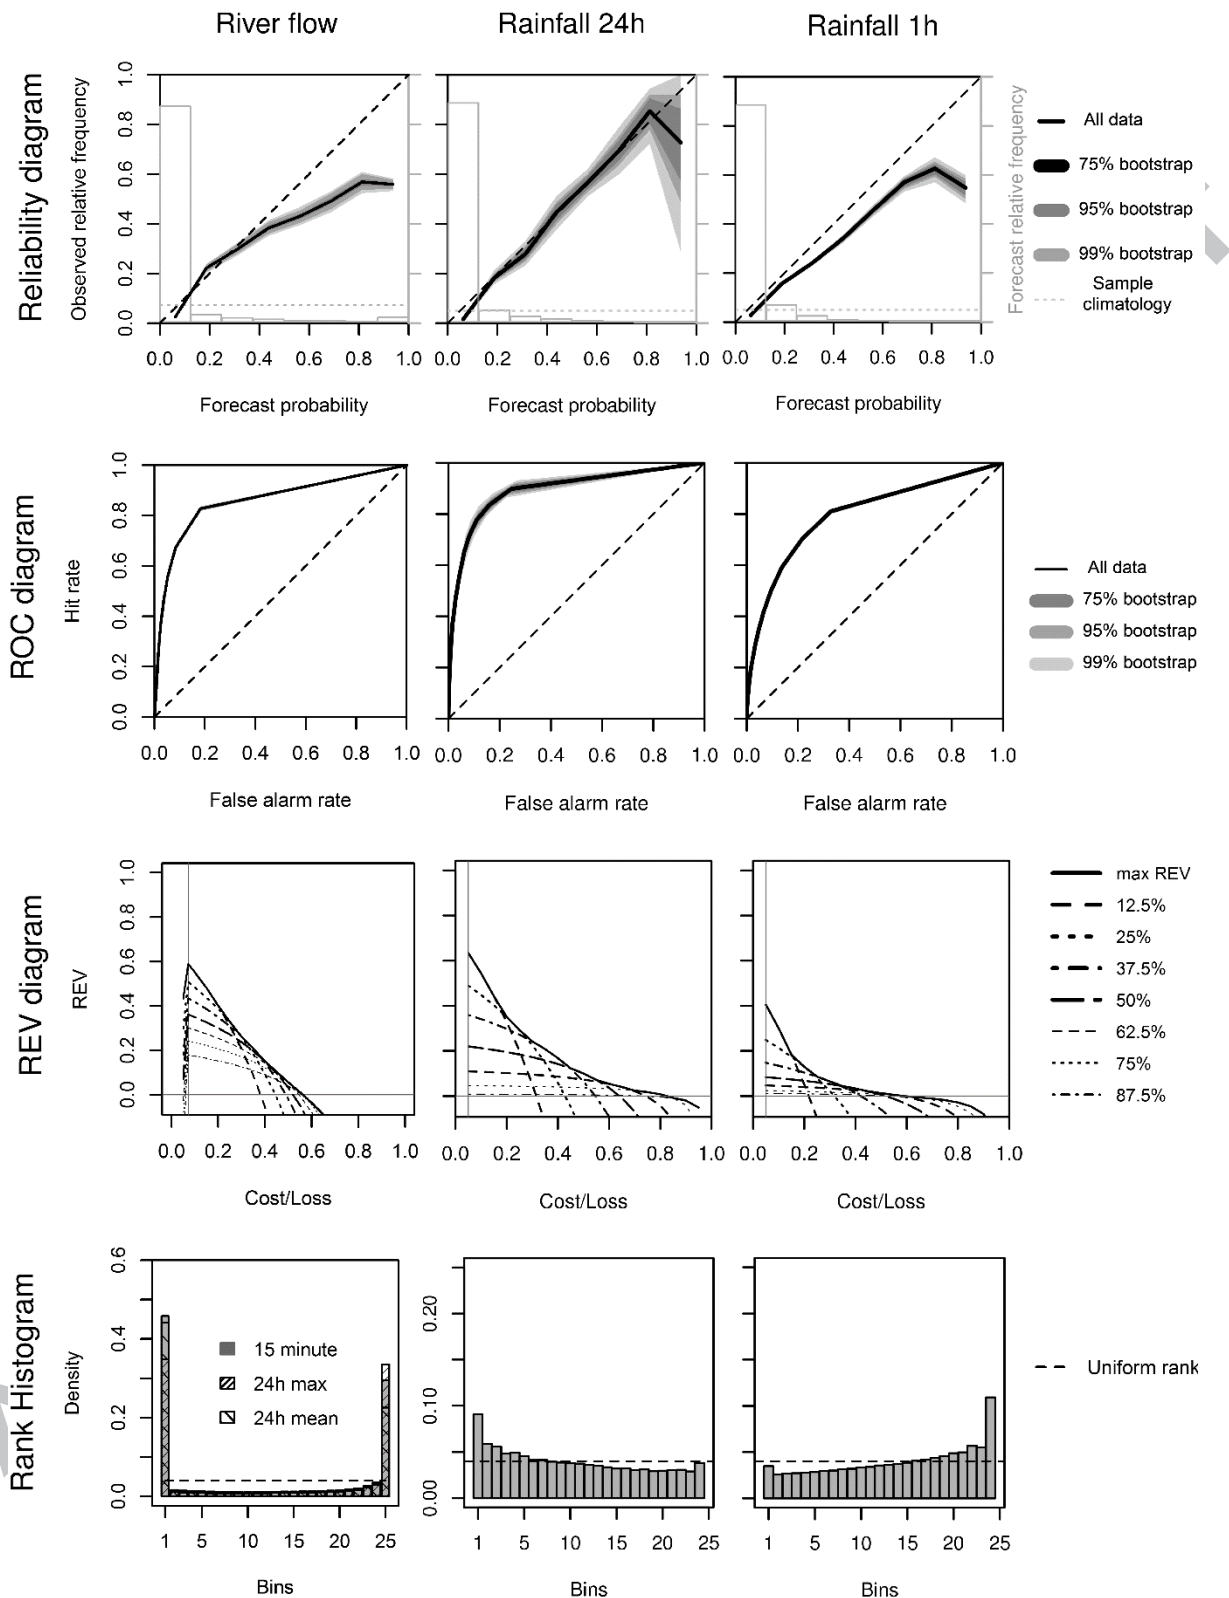 River flow
Rainfall 24h
Rainfall 1h
Reliability diagram
Observed relative frequency
0.0 0.2 0.4 0.6 0.8 1.0
0.0 0.2 0.4 0.6 0.8 1.0
Forecast probability
0.0 0.2 0.4 0.6 0.8 1.0
Forecast probability
0.0 0.2 0.4 0.6 0.8 1.0
Forecast probability
Forecast relative frequency
All data
75% bootstrap
95% bootstrap
99% bootstrap
Sample
climatology
ROC diagram
Hit rate
0.0 0.2 0.4 0.6 0.8 1.0
0.0 0.2 0.4 0.6 0.8 1.0
False alarm rate
0.0 0.2 0.4 0.6 0.8 1.0
False alarm rate
0.0 0.2 0.4 0.6 0.8 1.0
False alarm rate
All data
75% bootstrap
95% bootstrap
99% bootstrap
REV diagram
REV
0.0 0.2 0.4 0.6 0.8 1.0
0.0 0.2 0.4 0.6 0.8 1.0
Cost/Loss
0.0 0.2 0.4 0.6 0.8 1.0
Cost/Loss
0.0 0.2 0.4 0.6 0.8 1.0
Cost/Loss
max REV
12.5%
25%
37.5%
50%
62.5%
75%
87.5%
Rank Histogram
Density
0.0 0.2 0.4 0.6
15 minute
24h max
24h mean
1 5 10 15 20 25
Bins
0.00 0.10 0.20
1 5 10 15 20 25
Bins
1 5 10 15 20 25
Bins
Uniform rank